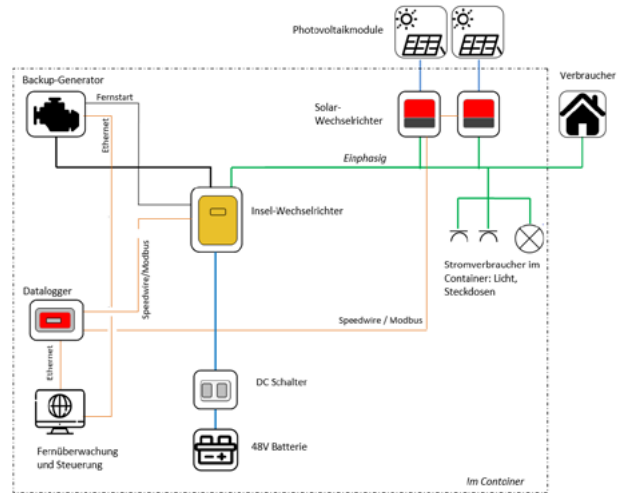 Photovoltaikmodule
Backup-Generator
Verbraucher
Fernstart
Solar-
Wechselrichter
Ethernet
Einphasig
Insel-Wechselrichter
Stromverbraucher im
Container: Licht,
Steckdosen
Speedwire/Modbus
Datalogger
Speedwire / Modbus
Ethernet
DC Schalter
48V Batterie
Fernüberwachung
und Steuerung
Im Container